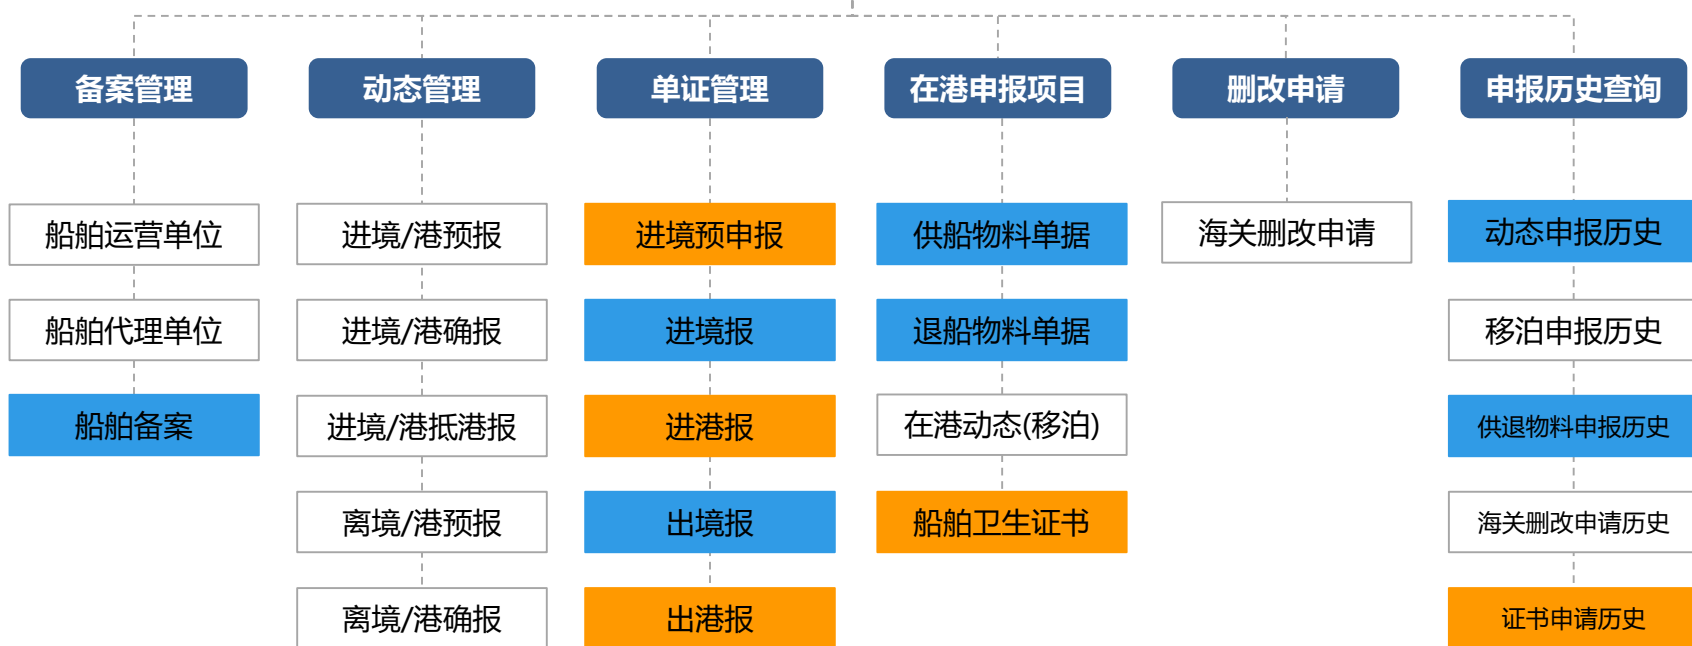 备案管理
动态管理
单证管理
在港申报项目
删改申请
申报历史查询
船舶运营单位
进境/港预报
进境预申报
供船物料单据
海关删改申请
动态申报历史
船舶代理单位
进境/港确报
进境报
退船物料单据
移泊申报历史
船舶备案
进境/港抵港报
进港报
在港动态(移泊)
供退物料申报历史
离境/港预报
出境报
船舶卫生证书
海关删改申请历史
离境/港确报
出港报
证书申请历史